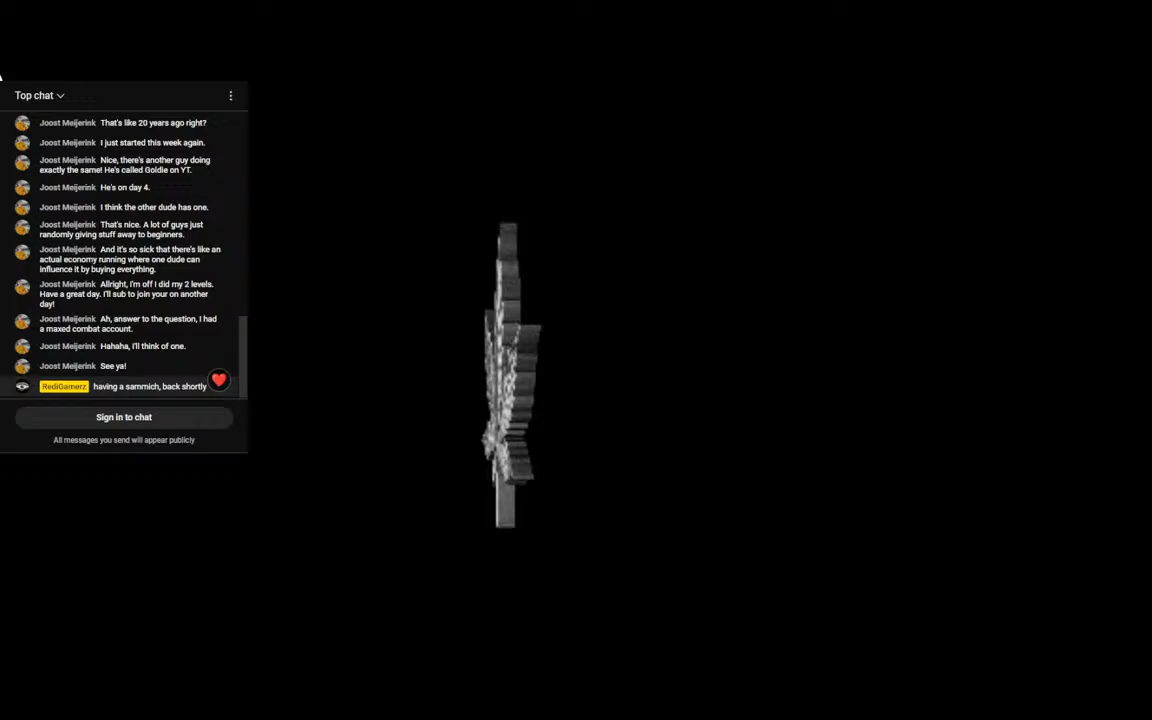 Top chat
Joost Meijerink That's like 20 years ago right?
Joost Meijerink I just started this week again.
Joost Meijerink Nice, there's another guy doing
exactly the same! He's called Goldie on YT.
Joost Meijerink He's on day 4.
Joost Meijerink I think the other dude has one.
Joost Meijerink That's nice. A lot of guys just
randomly giving stuff away to beginners.
Joost Meijerink And it's so sick that there's like an
actual economy running where one dude can
influence it by buying everything.
Joost Meijerink Allright, I'm off I did my 2 levels.
Have a great day. I'll sub to join your on another
day!
Joost Meijerink Ah, answer to the question, I had
a maxed combat account.
Joost Meijerink Hahaha, I'll think of one.
Joost Meijerink See ya!
RediGamerz having a sammich, back shortly
Sign in to chat
All messages you send will appear publicly